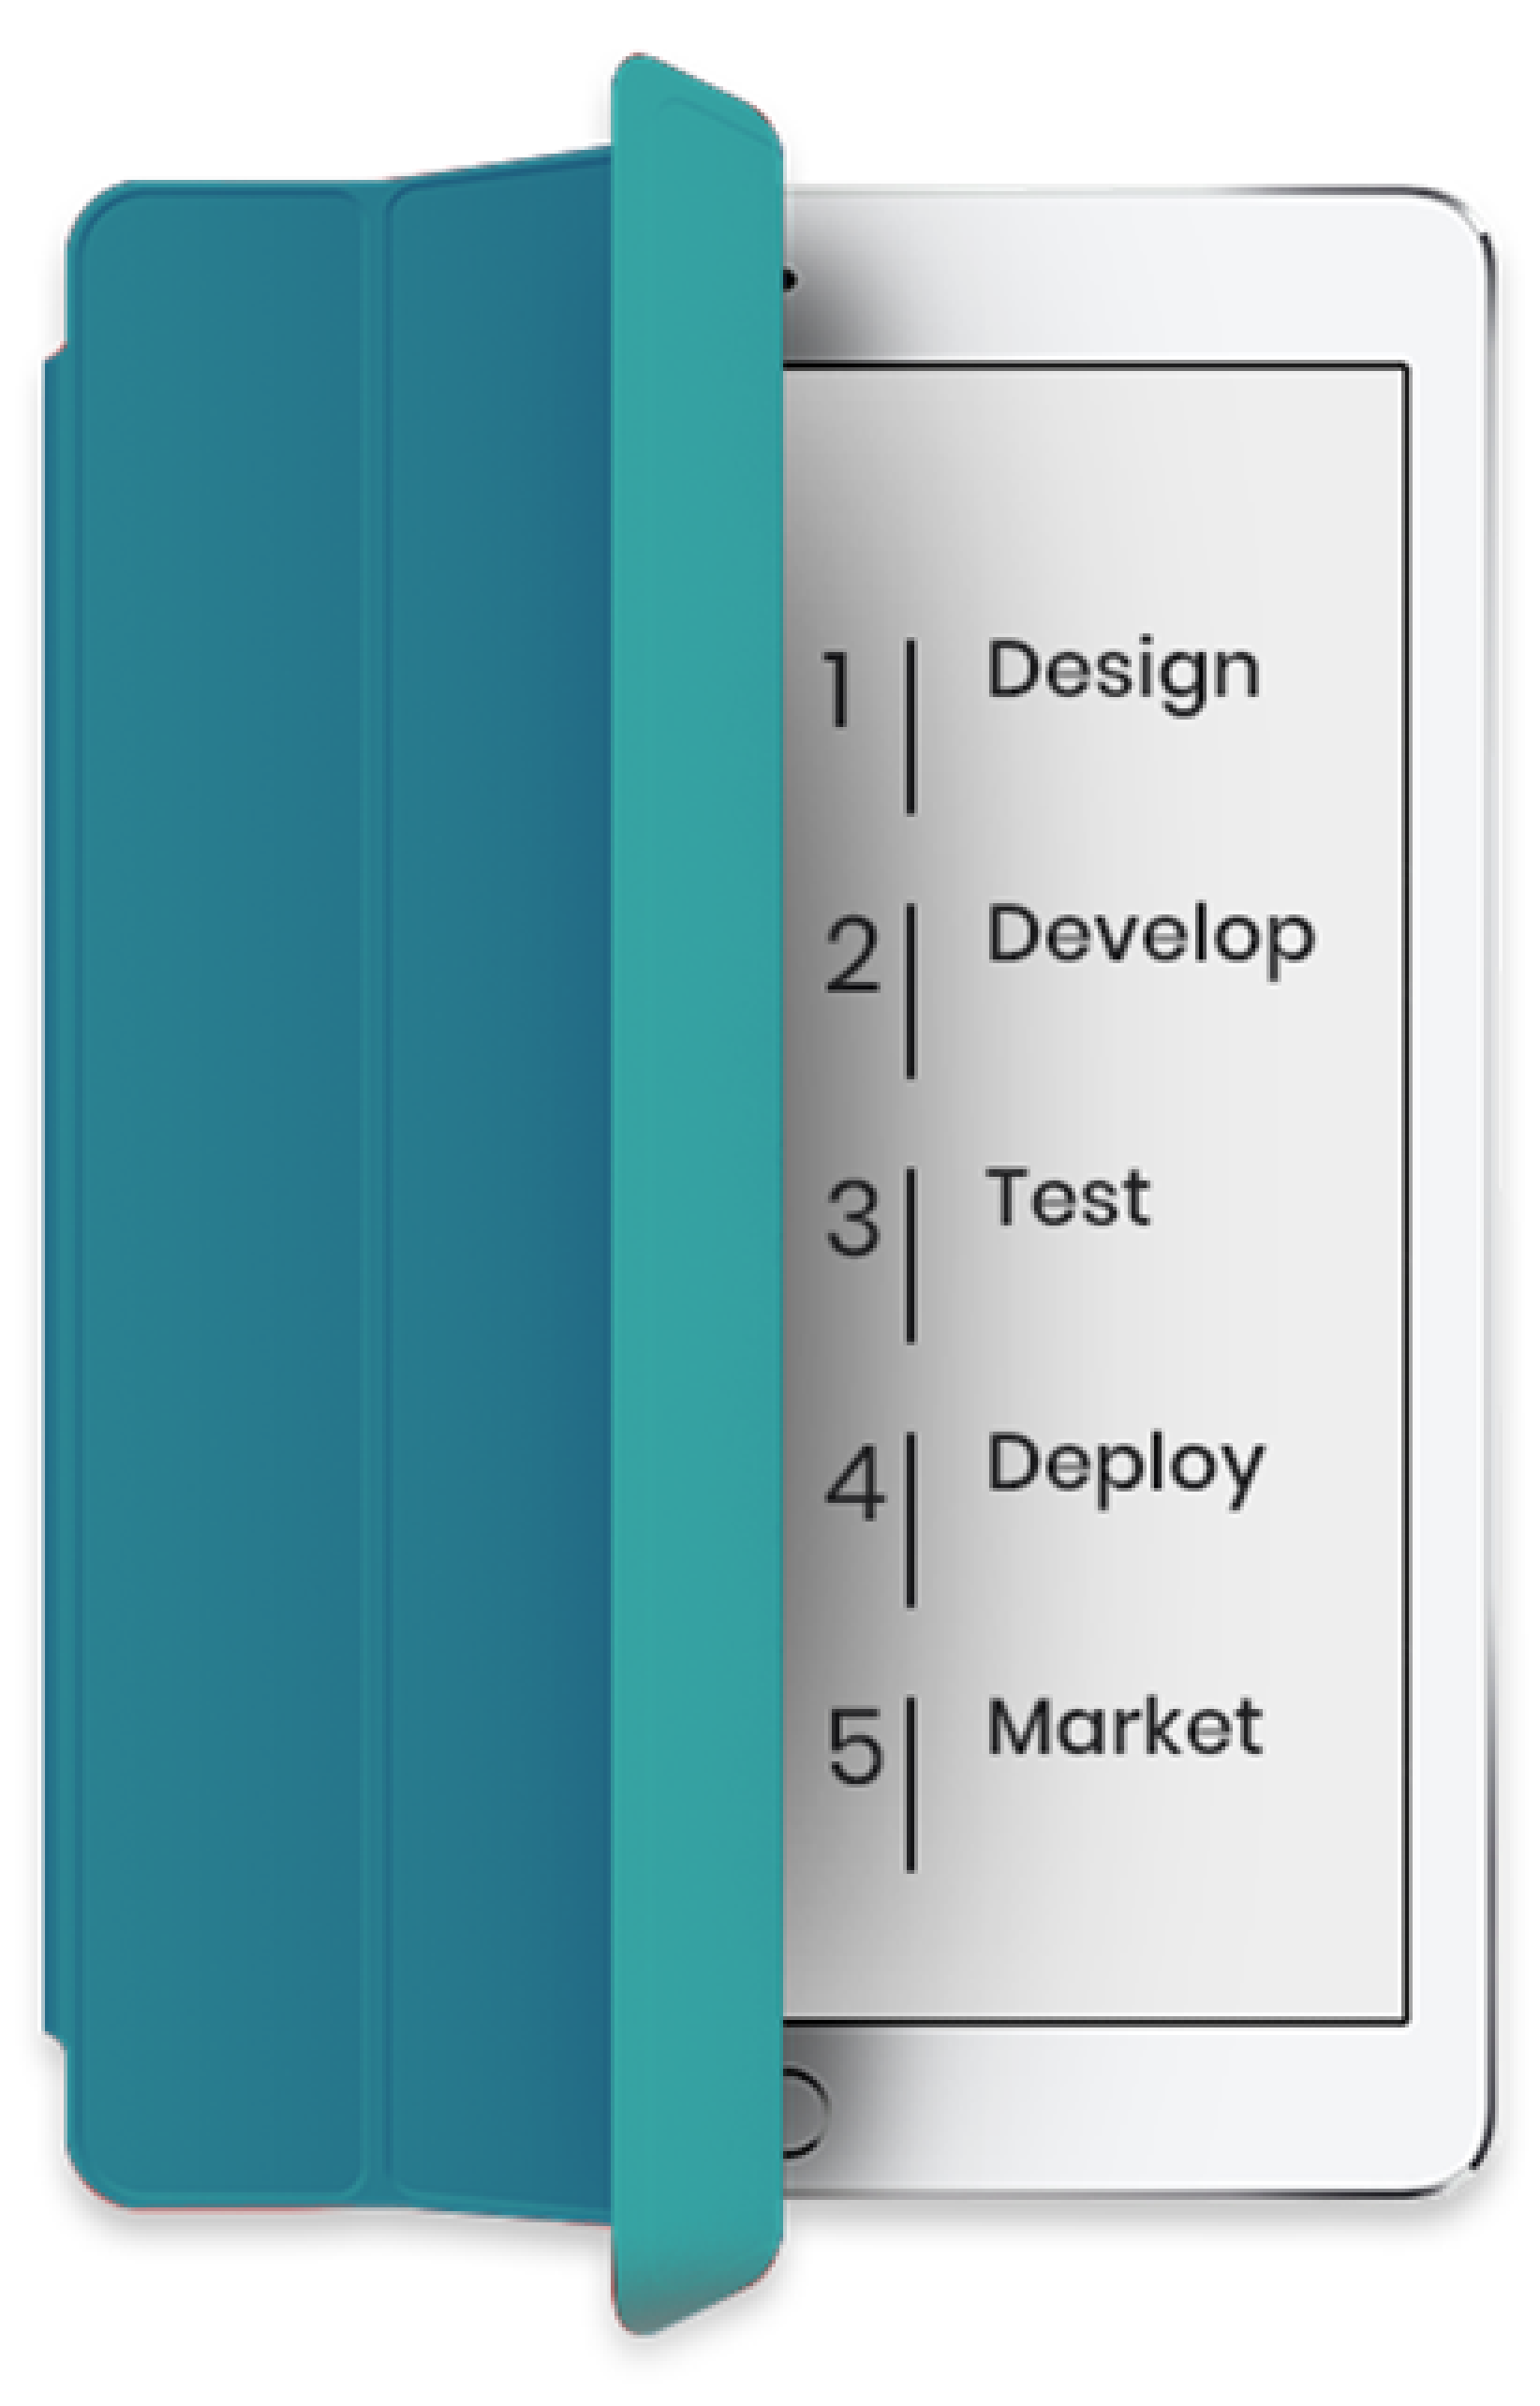 1 | Design
2 | Develop
3 | Test
4 | Deploy
5 | Market